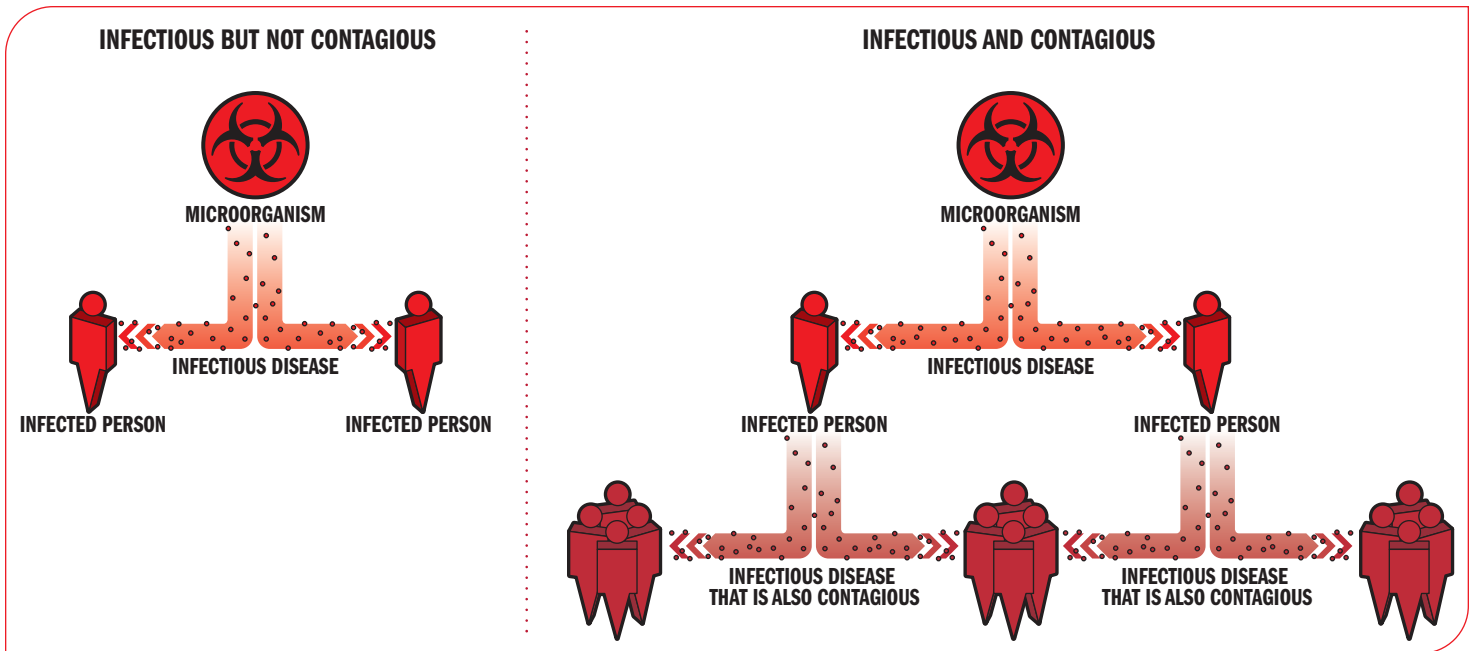 INFECTIOUS BUT NOT CONTAGIOUS
MICROORGANISM
INFECTIOUS DISEASE
INFECTED PERSON
INFECTED PERSON
INFECTIOUS AND CONTAGIOUS
MICROORGANISM
INFECTIOUS DISEASE
INFECTED PERSON
INFECTED PERSON
INFECTIOUS DISEASE
THAT IS ALSO CONTAGIOUS
INFECTIOUS DISEASE
THAT IS ALSO CONTAGIOUS